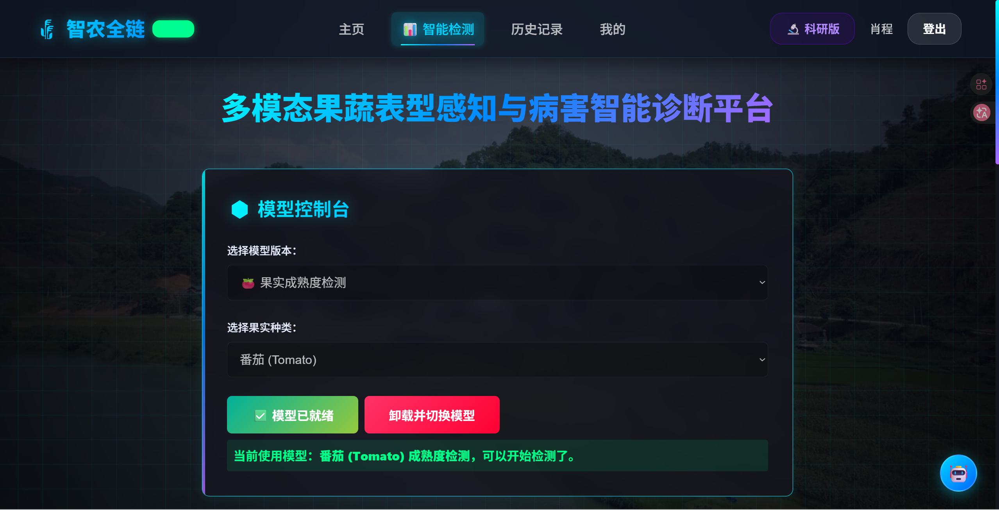 智农全链
主页
智能检测
历史记录
我的
科研版
肖程
登出
多模态果蔬表型感知与病害智能诊断平台
模型控制台
选择模型版本：
果实成熟度检测
选择果实种类：
番茄 (Tomato)
模型已就绪
卸载并切换模型
当前使用模型：番茄 (Tomato) 成熟度检测，可以开始检测了。